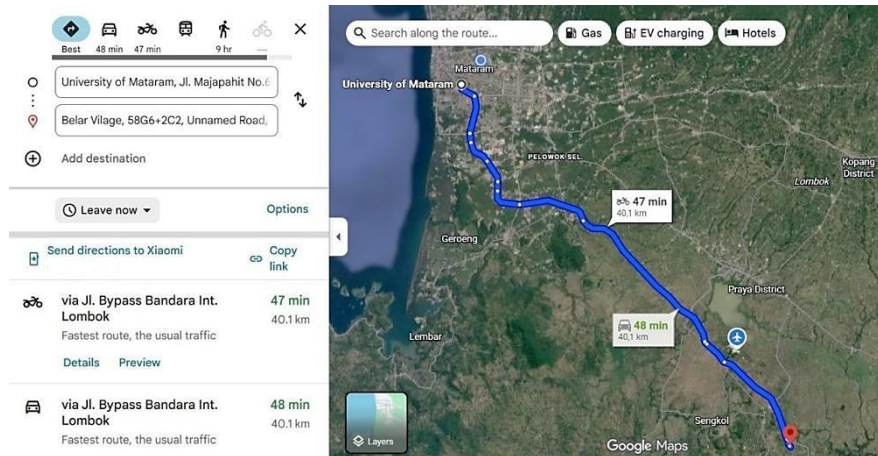 Best
48 min
47 min
9 hr
University of Mataram, Jl. Majapahit No.6
Belar Vilage, 58G6+2C2, Unnamed Road,
Add destination
Leave now
Options
Send directions to Xiaomi
Copy
link
via Jl. Bypass Bandara Int.
Lombok
47 min
40.1 km
Fastest route, the usual traffic
Details
Preview
via Jl. Bypass Bandara Int.
Lombok
48 min
40.1 km
Fastest route, the usual traffic
Search along the route...
Gas
EV charging
Hotels
Mataram
University of Mataram
PELOWOK SEL.
Kopang
District
Lombok
47 min
40,1 km
Geroeng
Praya District
48 min
40,1 km
Lembar
Sengkol
Layers
Google Maps